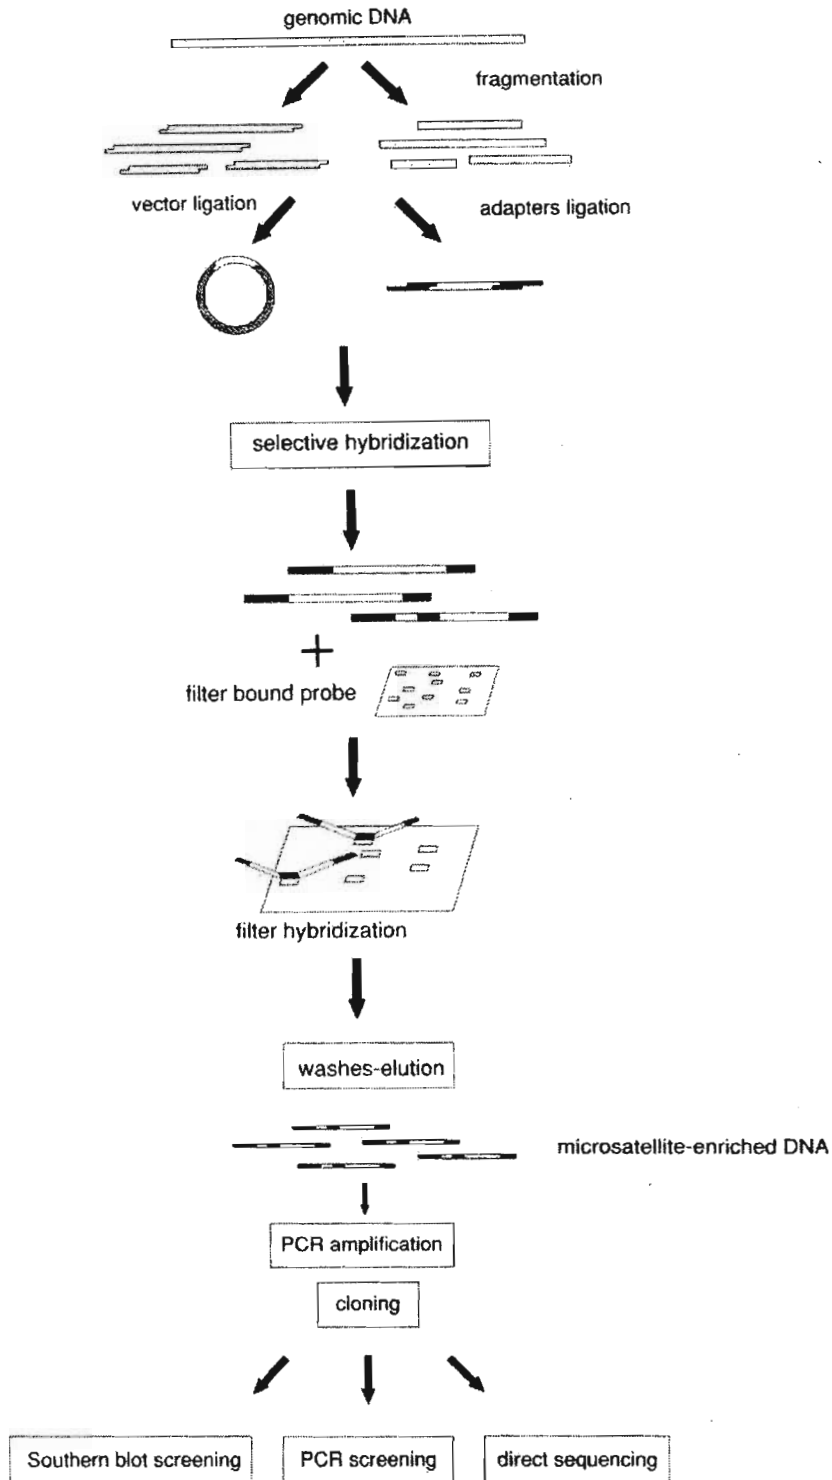 genomic DNA
fragmentation
vector ligation
adapters ligation
selective hybridization
+
filter bound probe
filter hybridization
washes-elution
microsatellite-enriched DNA
PCR amplification
cloning
Southern blot screening
PCR screening
direct sequencing